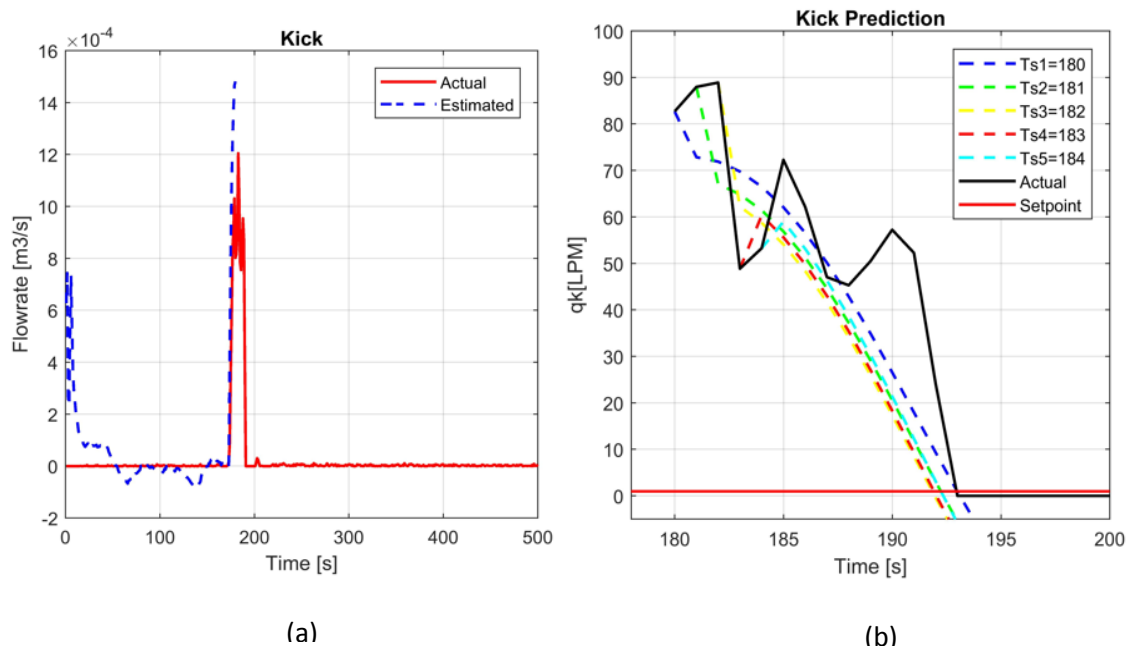 Kick
×10⁻⁴
16
14
12
10
8
6
4
2
0
-2
Flowrate [m3/s]
0 100 200 300 400 500
Time [s]
Actual
Estimated
(a)
Kick Prediction
100
90
80
70
60
50
40
30
20
10
0
qk[LPM]
180 185 190 195 200
Time [s]
Ts1=180
Ts2=181
Ts3=182
Ts4=183
Ts5=184
Actual
Setpoint
(b)